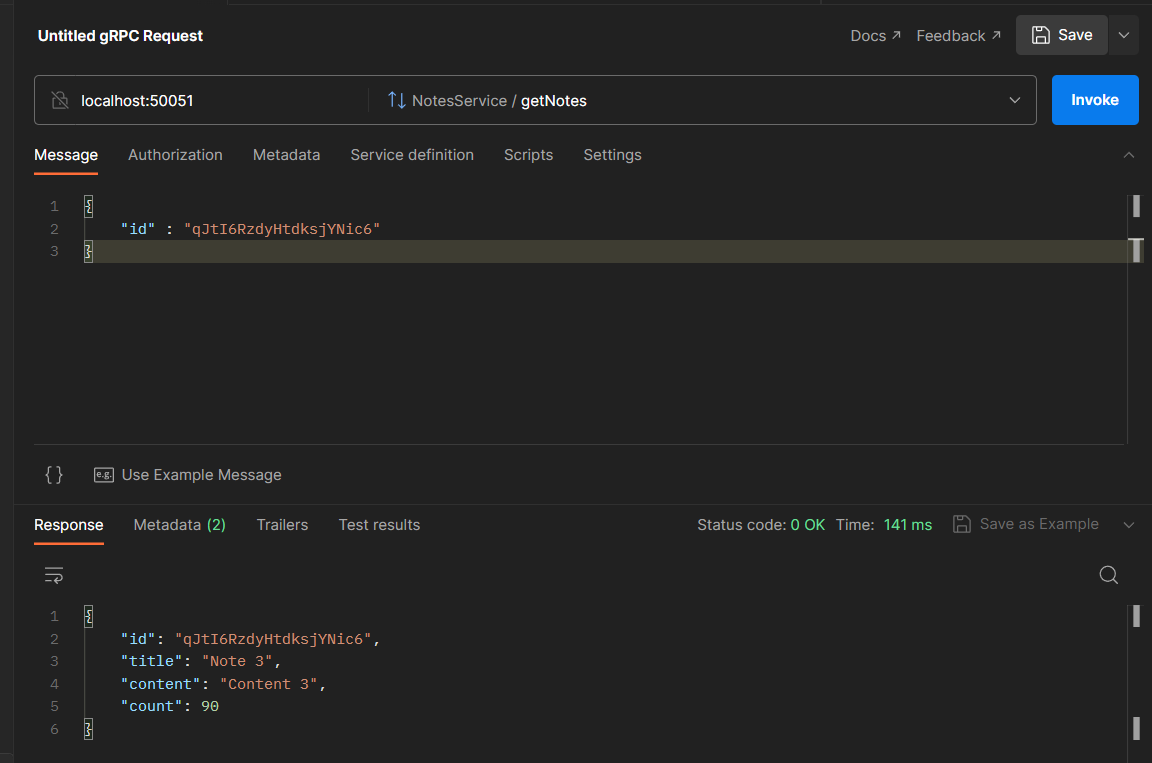 Untitled gRPC Request
Docs ↗ Feedback ↗ Save
localhost:50051 NotesService / getNotes Invoke
Message Authorization Metadata Service definition Scripts Settings
1 {
2 "id" : "qJtI6RzdyHtdksjYNic6"
3 }
{} e.g. Use Example Message
Response Metadata (2) Trailers Test results Status code: 0 OK Time: 141 ms Save as Example
1 {
2 "id": "qJtI6RzdyHtdksjYNic6",
3 "title": "Note 3",
4 "content": "Content 3",
5 "count": 90
6 }